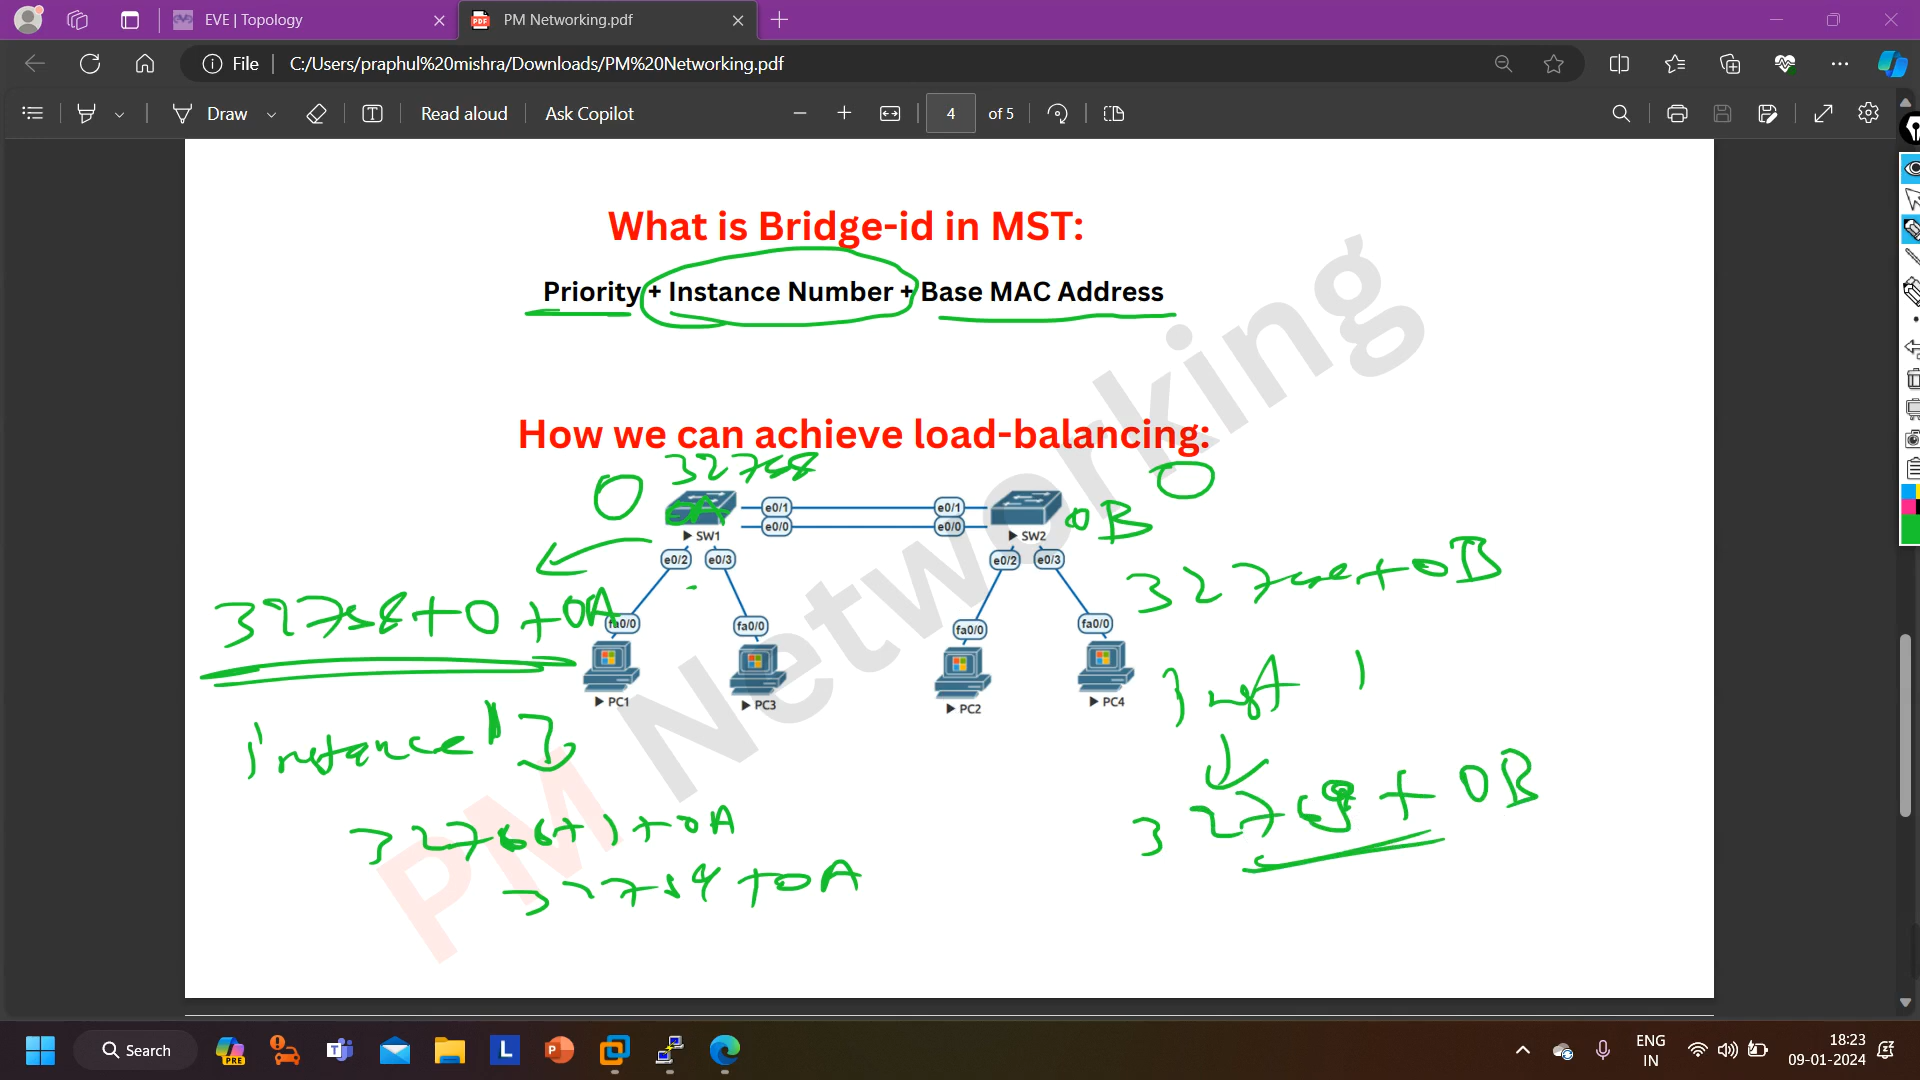 EVE | Topology
PM Networking.pdf
File
C:/Users/praphul%20mishra/Downloads/PM%20Networking.pdf
Draw
Read aloud
Ask Copilot
4
of 5
What is Bridge-id in MST:
Priority + Instance Number + Base MAC Address
How we can achieve load-balancing:
32768
0A
0B
e0/1
e0/1
e0/0
e0/0
SW1
SW2
e0/2
e0/3
e0/2
e0/3
32768+0B
32768+0+0A
fa0/0
fa0/0
fa0/0
fa0/0
PC1
PC3
PC2
PC4
inst 1
instance 1
32768+1+0A
32769+0A
32769+0B
PM Networking
PRE
Search
ENG
IN
18:23
09-01-2024